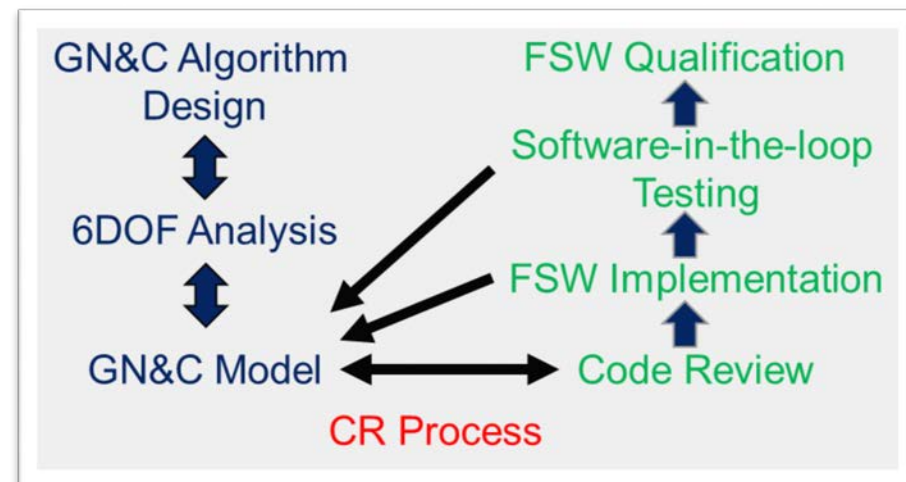 GN&C Algorithm
Design
6DOF Analysis
GN&C Model
FSW Qualification
Software-in-the-loop
Testing
FSW Implementation
Code Review
CR Process